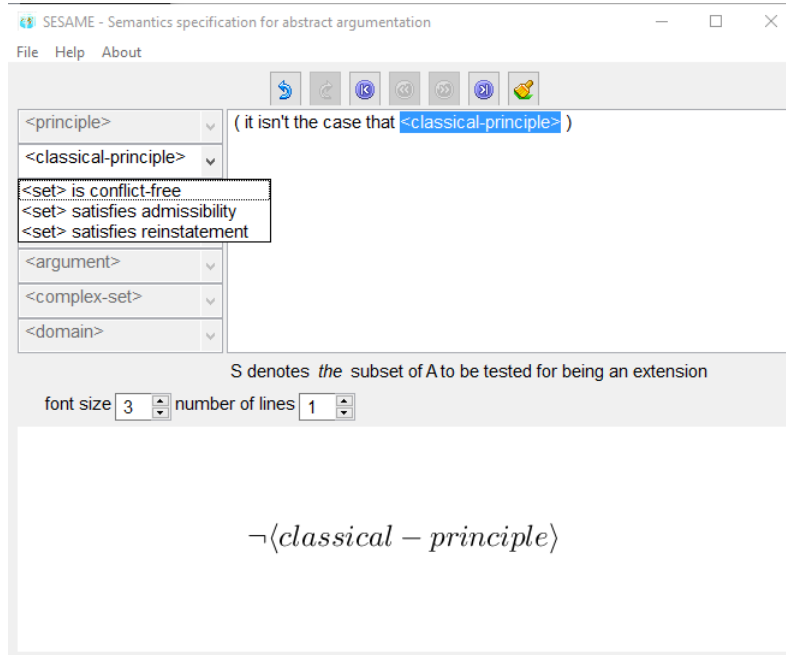 SESAME - Semantics specification for abstract argumentation
File Help About
<principle>
( it isn't the case that <classical-principle> )
<classical-principle>
<set> is conflict-free
<set> satisfies admissibility
<set> satisfies reinstatement
<argument>
<complex-set>
<domain>
S denotes the subset of A to be tested for being an extension
font size 3 number of lines 1
¬⟨classical − principle⟩